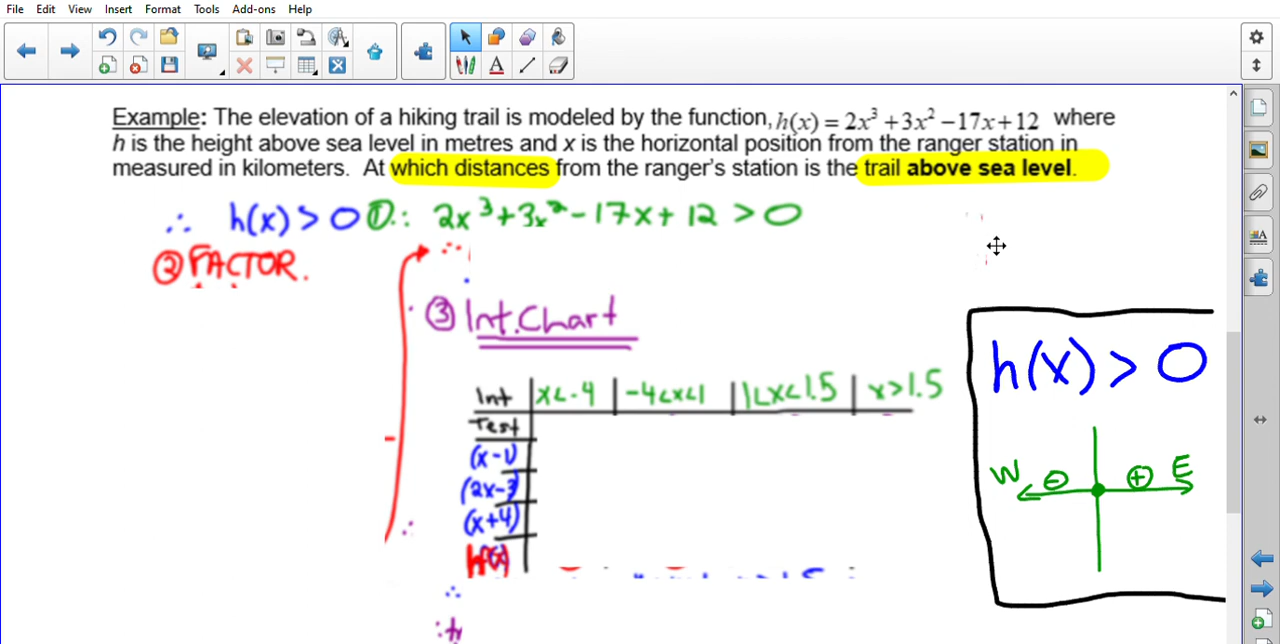 File Edit View Insert Format Tools Add-ons Help
Example: The elevation of a hiking trail is modeled by the function, h(x) = 2x³ +3x² −17x+12 where
h is the height above sea level in metres and x is the horizontal position from the ranger station in
measured in kilometers. At which distances from the ranger's station is the trail above sea level.
∴ h(x) > 0 ①∴ 2x³+3x²-17x+12 > 0
② FACTOR.
③ Int. Chart
Int | x<-4 | -4<x<1 | 1<x<1.5 | x>1.5
Test
(x-1)
(2x-3)
(x+4)
h(x)
h(x) > 0
W ⊖ ⊕ E